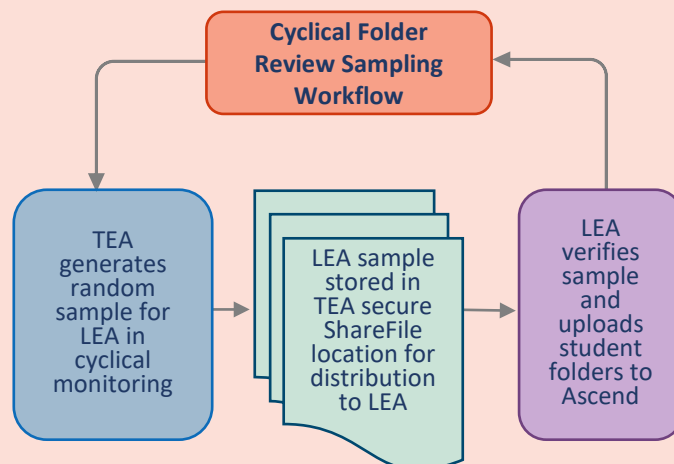 Cyclical Folder
Review Sampling
Workflow
TEA
generates
random
sample for
LEA in
cyclical
monitoring
LEA sample
stored in
TEA secure
ShareFile
location for
distribution
to LEA
LEA
verifies
sample
and
uploads
student
folders to
Ascend